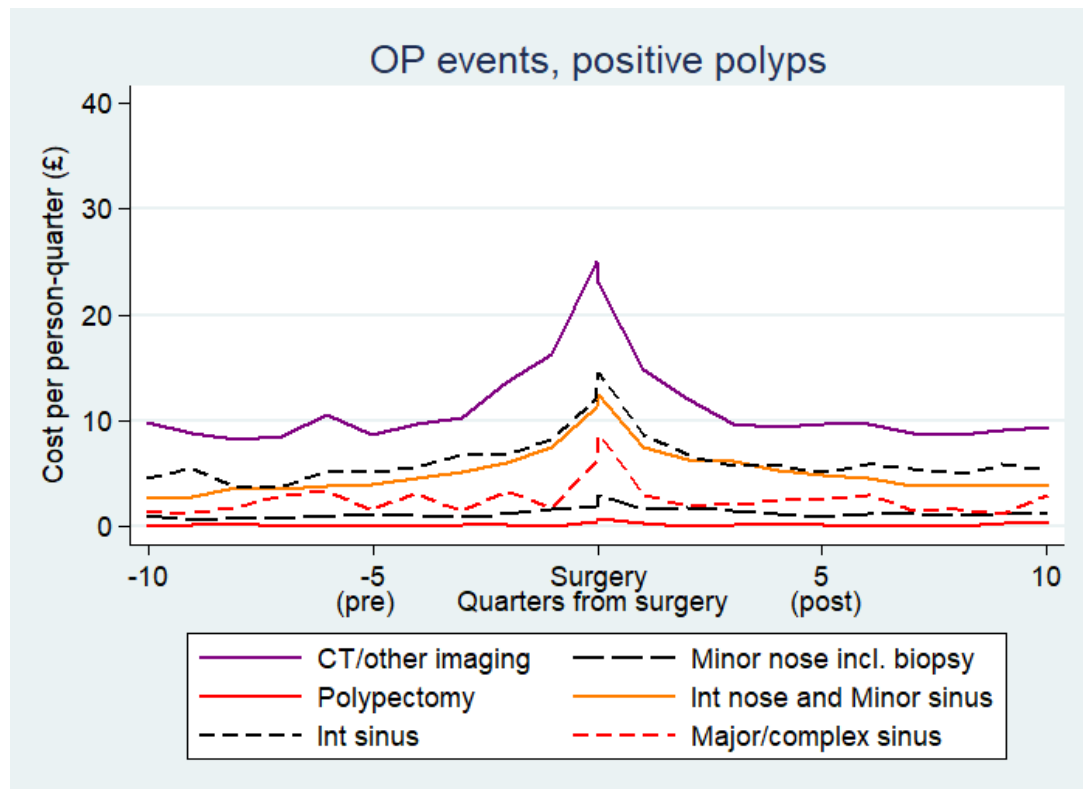 OP events, positive polyps
Cost per person-quarter (£)
40
30
20
10
0
-10 -5 Surgery 5 10
(pre) Quarters from surgery (post)
CT/other imaging Minor nose incl. biopsy
Polypectomy Int nose and Minor sinus
Int sinus Major/complex sinus